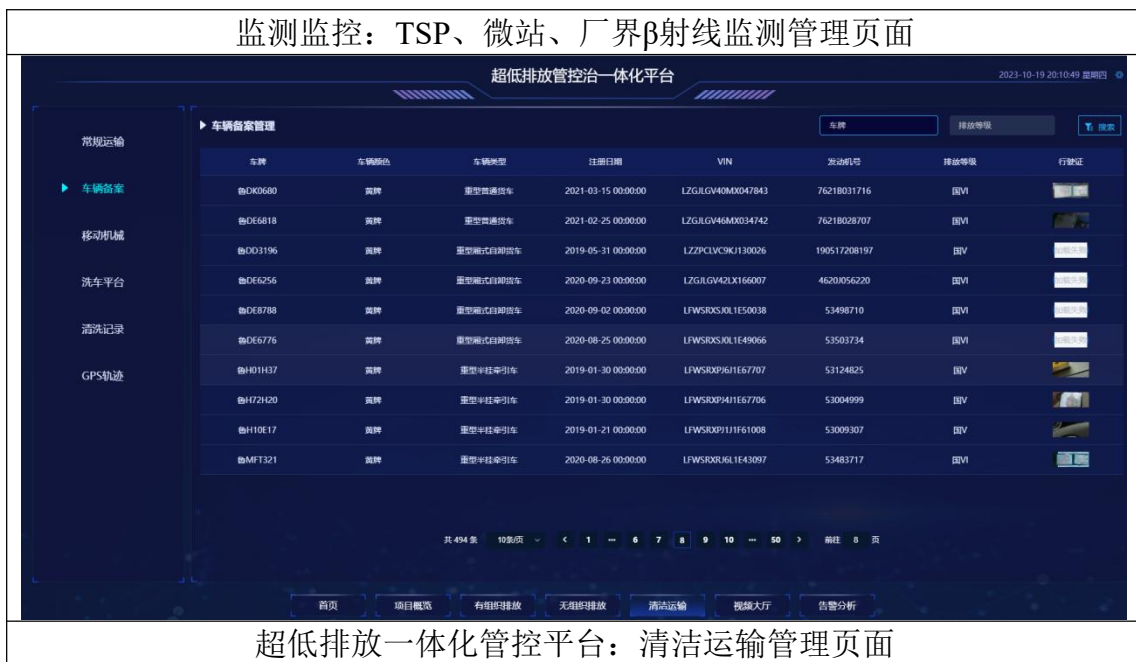 监测监控：TSP、微站、厂界β射线监测管理页面
超低排放管控治一体化平台
2023-10-19 20:10:49 星期四
常规运输
车辆备案
移动机械
洗车平台
清洗记录
GPS轨迹
车辆备案管理 车牌 排放等级 搜索
车牌 车辆颜色 车辆类型 注册日期 VIN 发动机号 排放等级 行驶证
鲁DK0680 黄牌 重型普通货车 2021-03-15 00:00:00 LZGJLGV40MX047843 7621B031716 国VI
鲁DE6818 黄牌 重型普通货车 2021-02-25 00:00:00 LZGJLGV46MX034742 7621B028707 国VI
鲁DD3196 黄牌 重型厢式自卸货车 2019-05-31 00:00:00 LZZPCLVC9KJ130026 190517208197 国V 加载失败
鲁DE6256 黄牌 重型厢式自卸货车 2020-09-23 00:00:00 LZGJLGV42LX166007 4620J056220 国VI 加载失败
鲁DE8788 黄牌 重型厢式自卸货车 2020-09-02 00:00:00 LFWSRXSJ0L1E50038 53498710 国VI 加载失败
鲁DE6776 黄牌 重型厢式自卸货车 2020-08-25 00:00:00 LFWSRXSJ0L1E49066 53503734 国VI 加载失败
鲁H01H37 黄牌 重型半挂牵引车 2019-01-30 00:00:00 LFWSRXPJ6J1E67707 53124825 国V
鲁H72H20 黄牌 重型半挂牵引车 2019-01-30 00:00:00 LFWSRXPJ4J1E67706 53004999 国V
鲁H10E17 黄牌 重型半挂牵引车 2019-01-21 00:00:00 LFWSRXPJ1J1F61008 53009307 国V
鲁MFT321 黄牌 重型半挂牵引车 2020-08-26 00:00:00 LFWSRXRJ6L1E43097 53483717 国VI
共 494 条 10条/页 < 1 ··· 6 7 8 9 10 ··· 50 > 前往 8 页
首页 项目概览 有组织排放 无组织排放 清洁运输 视频大厅 告警分析
超低排放一体化管控平台：清洁运输管理页面